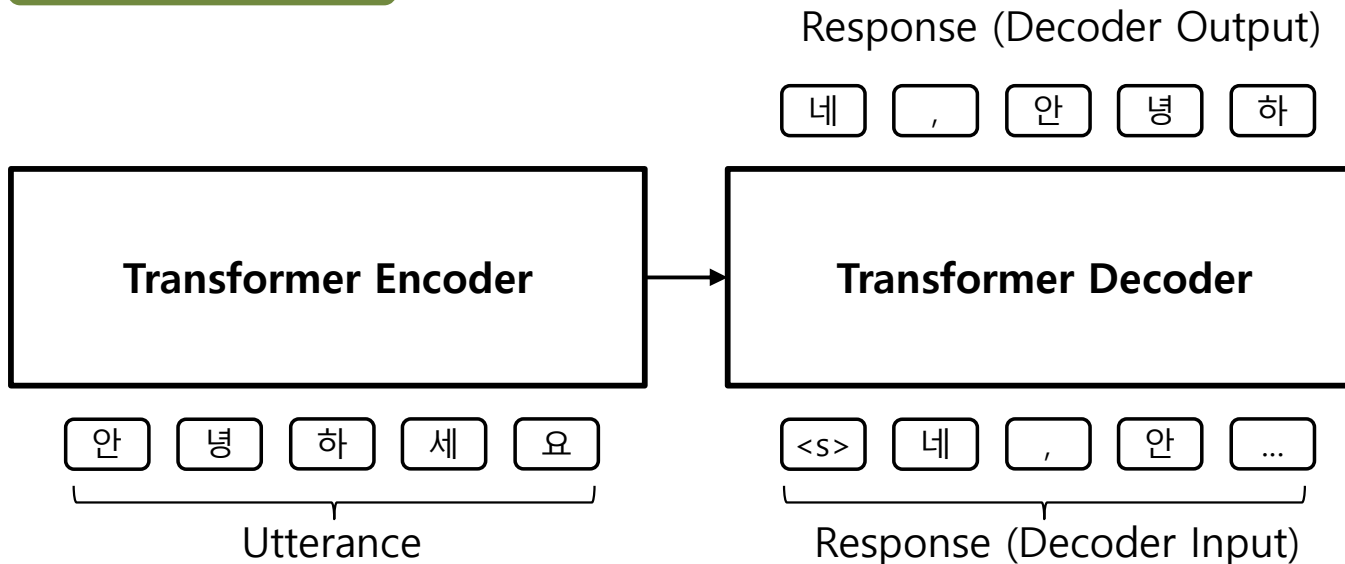 Response (Decoder Output)
네 , 안 녕 하
Transformer Encoder
Transformer Decoder
안 녕 하 세 요
<s> 네 , 안 ...
Utterance
Response (Decoder Input)